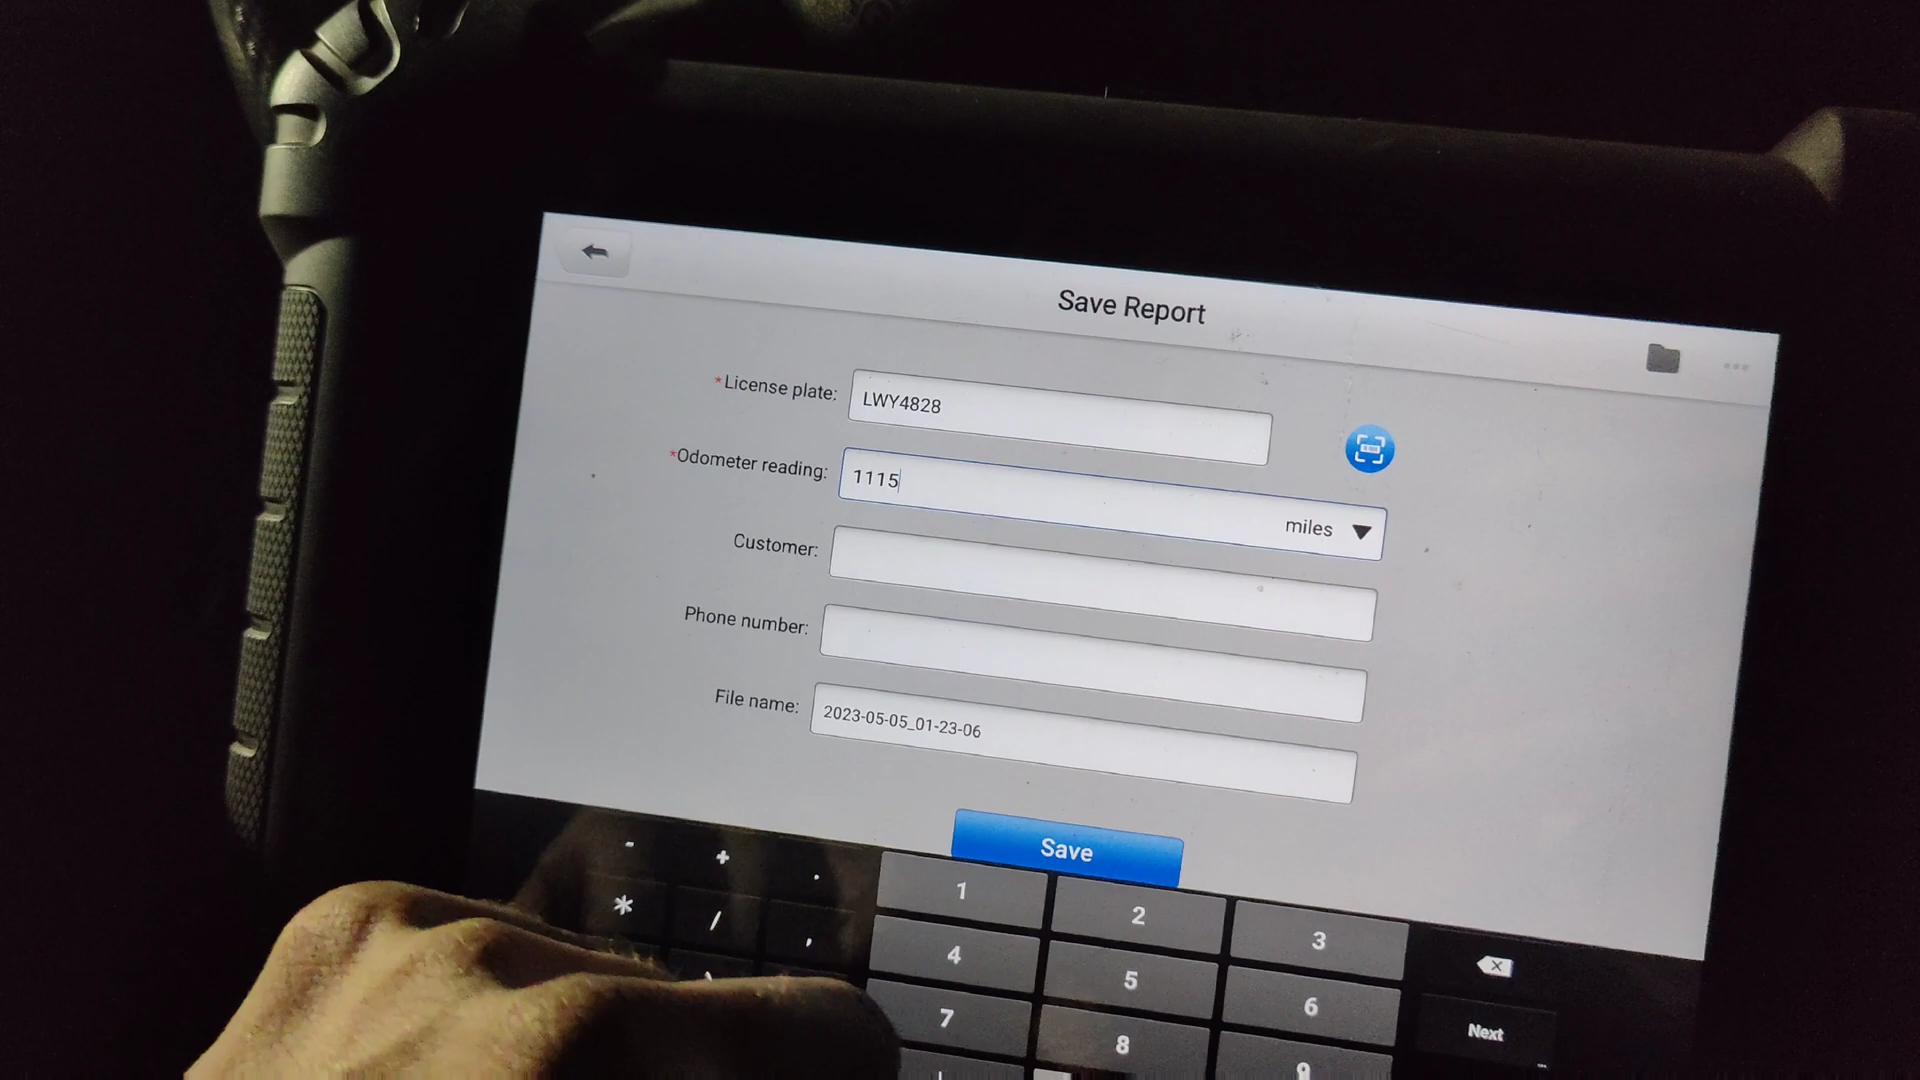 Save Report
*License plate: LWY4828
*Odometer reading: 1115 miles
Customer:
Phone number:
File name: 2023-05-05_01-23-06
Save
- + . 1 2 3
* / , 4 5 6
7 8 9 Next